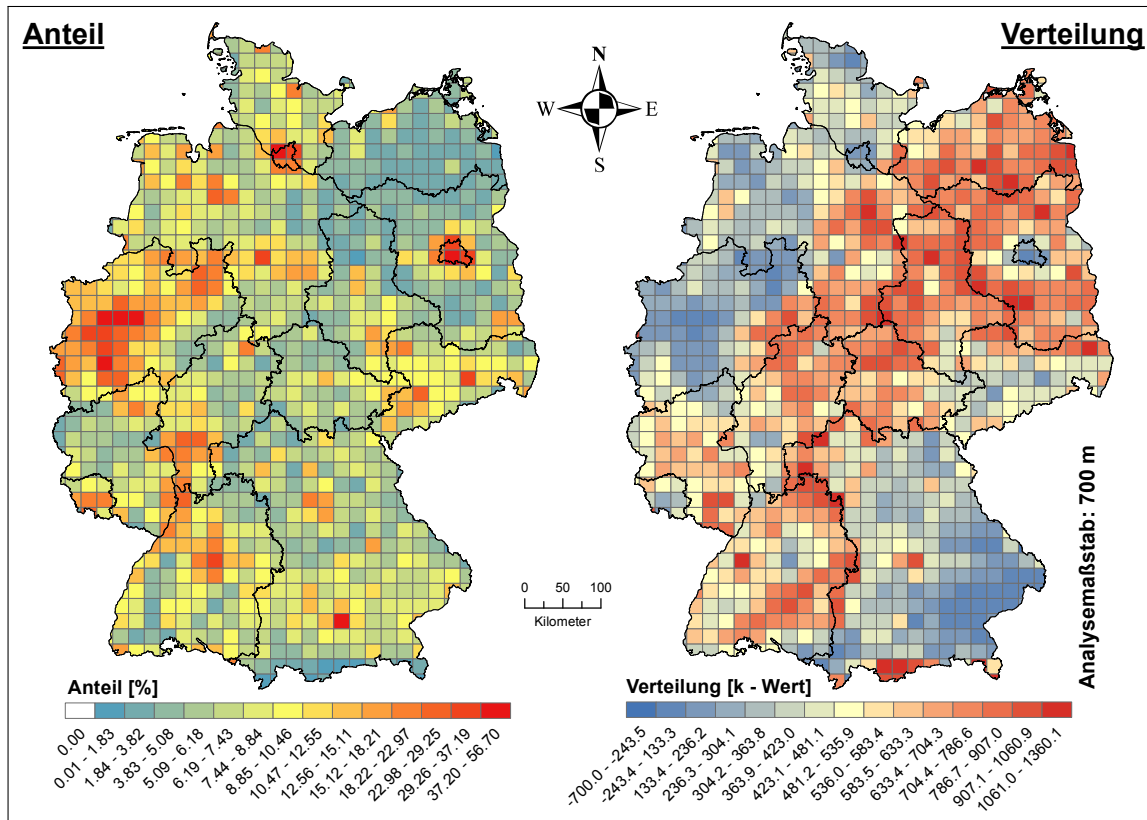 Anteil
Verteilung
N
W
E
S
0
50
100
Kilometer
Analysemaßstab: 700 m
Anteil [%]
0.00
0.01 - 1.83
1.84 - 3.82
3.83 - 5.08
5.09 - 6.18
6.19 - 7.43
7.44 - 8.84
8.85 - 10.46
10.47 - 12.55
12.56 - 15.11
15.12 - 18.21
18.22 - 22.97
22.98 - 29.25
29.26 - 37.19
37.20 - 56.70
Verteilung [k - Wert]
-700.0 - -243.5
-243.4 - 133.3
133.4 - 236.2
236.3 - 304.1
304.2 - 363.8
363.9 - 423.0
423.1 - 481.1
481.2 - 535.9
536.0 - 583.4
583.5 - 633.3
633.4 - 704.3
704.4 - 786.6
786.7 - 907.0
907.1 - 1060.9
1061.0 - 1360.1